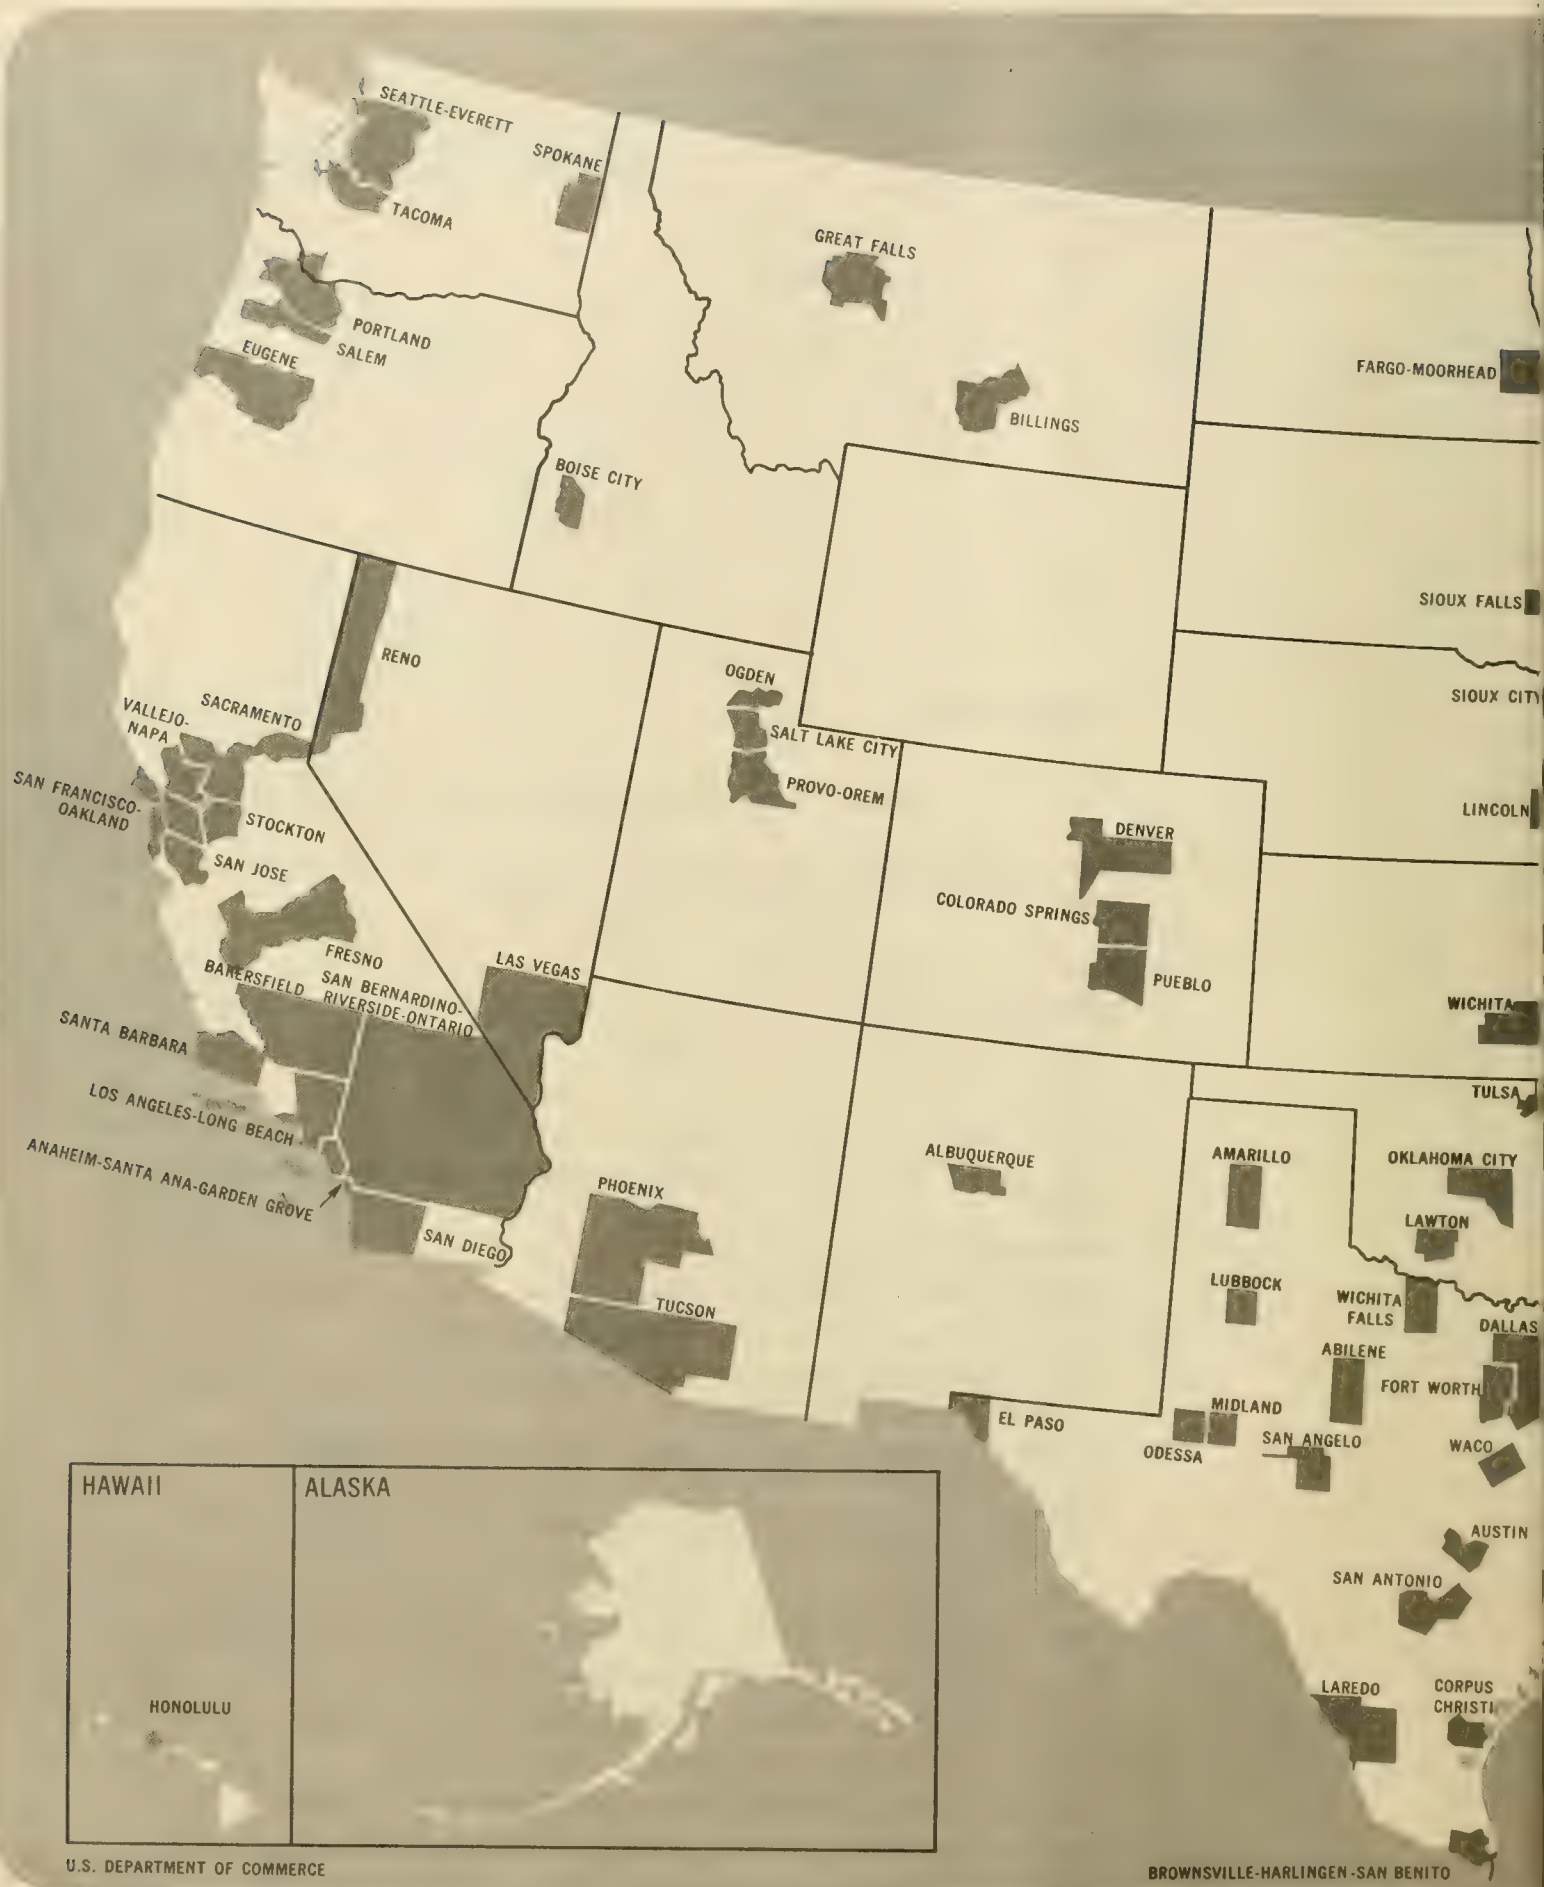 SEATTLE-EVERETT
SPOKANE
TACOMA
GREAT FALLS
PORTLAND
SALEM
EUGENE
FARGO-MOORHEAD
BILLINGS
BOISE CITY
SIOUX FALLS
RENO
OGDEN
SIOUX CITY
SACRAMENTO
VALLEJO-
NAPA
SALT LAKE CITY
PROVO-OREM
SAN FRANCISCO-
OAKLAND
STOCKTON
LINCOLN
DENVER
SAN JOSE
COLORADO SPRINGS
FRESNO
LAS VEGAS
BAKERSFIELD
SAN BERNARDINO-
RIVERSIDE-ONTARIO
PUEBLO
WICHITA
SANTA BARBARA
TULSA
LOS ANGELES-LONG BEACH
ANAHEIM-SANTA ANA-GARDEN GROVE
ALBUQUERQUE
AMARILLO
OKLAHOMA CITY
PHOENIX
LAWTON
SAN DIEGO
LUBBOCK
WICHITA
FALLS
TUCSON
DALLAS
ABILENE
FORT WORTH
EL PASO
MIDLAND
ODESSA
SAN ANGELO
WACO
HAWAII
ALASKA
AUSTIN
SAN ANTONIO
LAREDO
CORPUS
CHRISTI
HONOLULU
U.S. DEPARTMENT OF COMMERCE
BROWNSVILLE-HARLINGEN-SAN BENITO